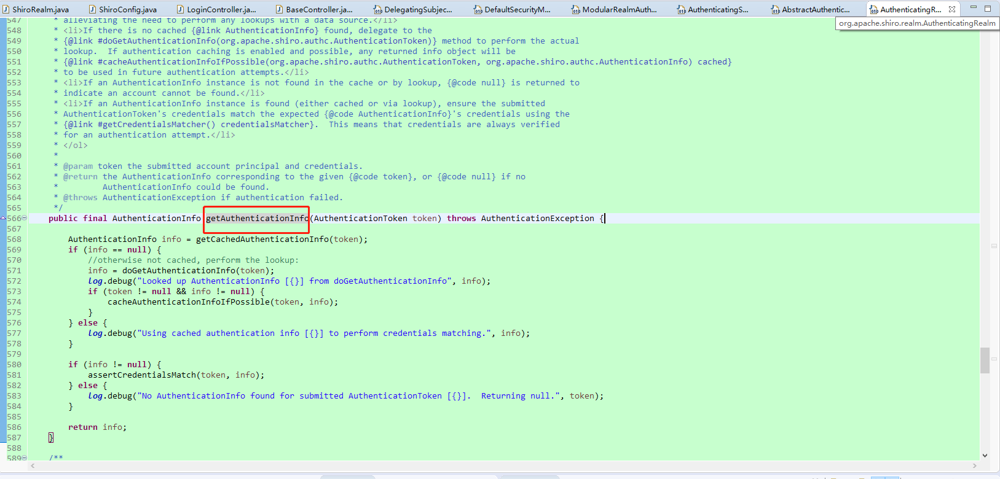 ShiroRealm.java
ShiroConfig.java
LoginController.ja...
BaseController.ja...
DelegatingSubjec...
DefaultSecurityM...
ModularRealmAuth...
AuthenticatingS...
AbstractAuthentic...
AuthenticatingR...
org.apache.shiro.realm.AuthenticatingRealm
547 * alleviating the need to perform any lookups with a data source.</li>
548 * <li>If there is no cached {@link AuthenticationInfo} found, delegate to the
549 * {@link #doGetAuthenticationInfo(org.apache.shiro.authc.AuthenticationToken)} method to perform the actual
550 * lookup.  If authentication caching is enabled and possible, any returned info object will be
551 * {@link #cacheAuthenticationInfoIfPossible(org.apache.shiro.authc.AuthenticationToken, org.apache.shiro.authc.AuthenticationInfo) cached}
552 * to be used in future authentication attempts.</li>
553 * <li>If an AuthenticationInfo instance is not found in the cache or by lookup, {@code null} is returned to
554 * indicate an account cannot be found.</li>
555 * <li>If an AuthenticationInfo instance is found (either cached or via lookup), ensure the submitted
556 * AuthenticationToken's credentials match the expected {@code AuthenticationInfo}'s credentials using the
557 * {@link #getCredentialsMatcher() credentialsMatcher}.  This means that credentials are always verified
558 * for an authentication attempt.</li>
559 * </ol>
560 *
561 * @param token the submitted account principal and credentials.
562 * @return the AuthenticationInfo corresponding to the given {@code token}, or {@code null} if no
563 *         AuthenticationInfo could be found.
564 * @throws AuthenticationException if authentication failed.
565 */
566 public final AuthenticationInfo getAuthenticationInfo(AuthenticationToken token) throws AuthenticationException {
567
568 AuthenticationInfo info = getCachedAuthenticationInfo(token);
569 if (info == null) {
570 //otherwise not cached, perform the lookup:
571 info = doGetAuthenticationInfo(token);
572 log.debug("Looked up AuthenticationInfo [{}] from doGetAuthenticationInfo", info);
573 if (token != null && info != null) {
574 cacheAuthenticationInfoIfPossible(token, info);
575 }
576 } else {
577 log.debug("Using cached authentication info [{}] to perform credentials matching.", info);
578 }
579
580 if (info != null) {
581 assertCredentialsMatch(token, info);
582 } else {
583 log.debug("No AuthenticationInfo found for submitted AuthenticationToken [{}].  Returning null.", token);
584 }
585
586 return info;
587 }
588
589 /**